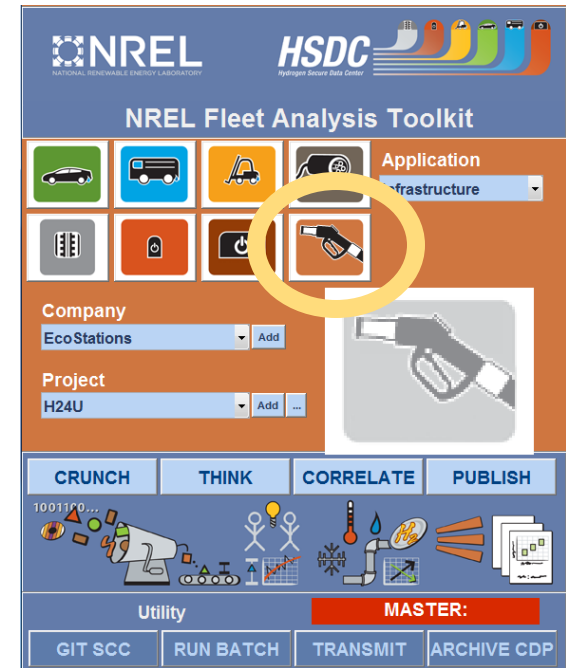 NREL
NATIONAL RENEWABLE ENERGY LABORATORY
HSDC
Hydrogen Secure Data Center
NREL Fleet Analysis Toolkit
Application
nfrastructure
Company
EcoStations
Add
Project
H24U
Add ...
CRUNCH THINK CORRELATE PUBLISH
1001100...
H2
Utility
MASTER:
GIT SCC RUN BATCH TRANSMIT ARCHIVE CDP